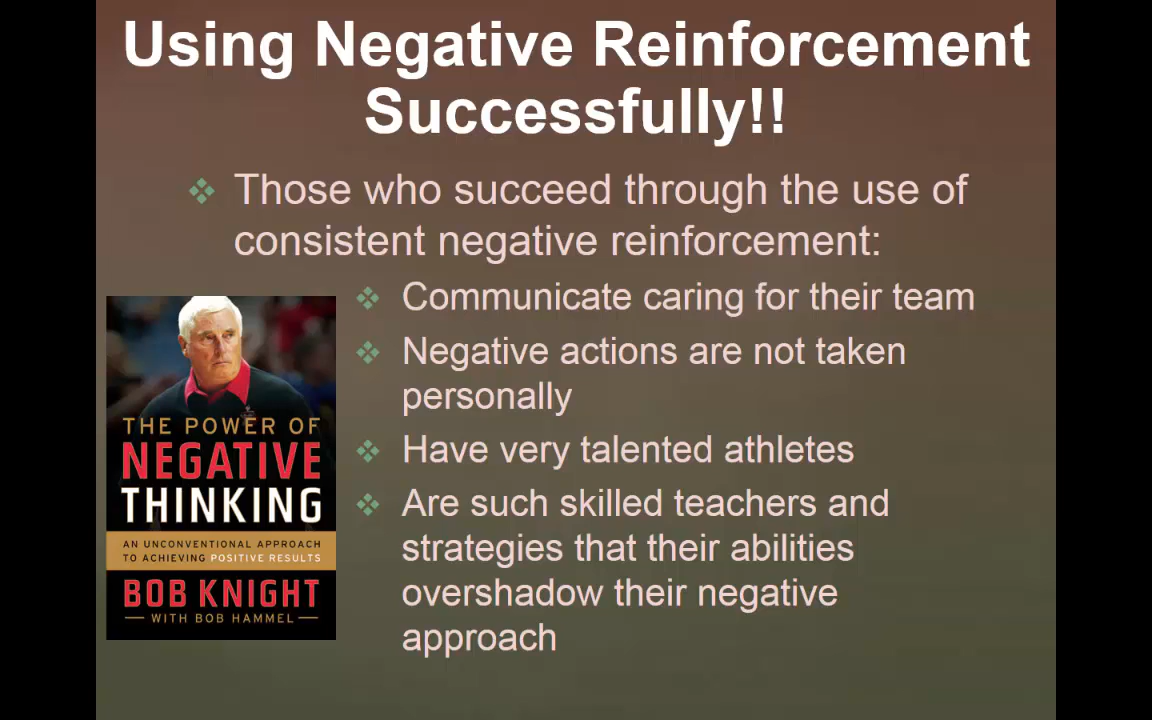 Using Negative Reinforcement
Successfully!!
Those who succeed through the use of
consistent negative reinforcement:
Communicate caring for their team
Negative actions are not taken
personally
Have very talented athletes
Are such skilled teachers and
strategies that their abilities
overshadow their negative
approach
THE POWER OF
NEGATIVE
THINKING
AN UNCONVENTIONAL APPROACH
TO ACHIEVING POSITIVE RESULTS
BOB KNIGHT
— WITH BOB HAMMEL —